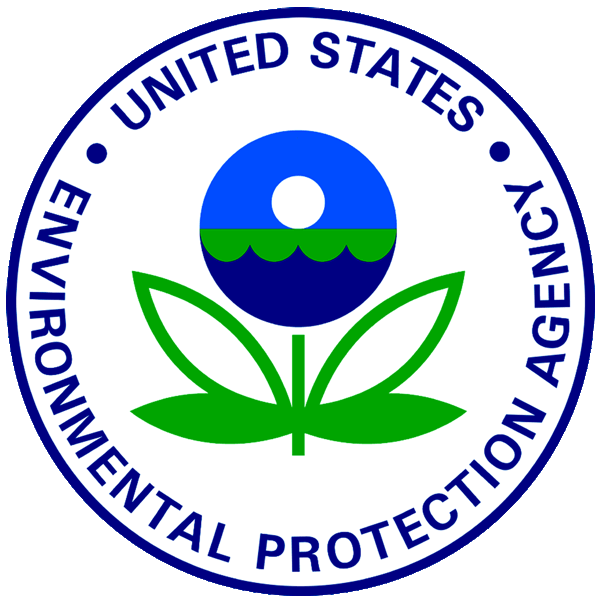 UNITED STATES
ENVIRONMENTAL PROTECTION AGENCY